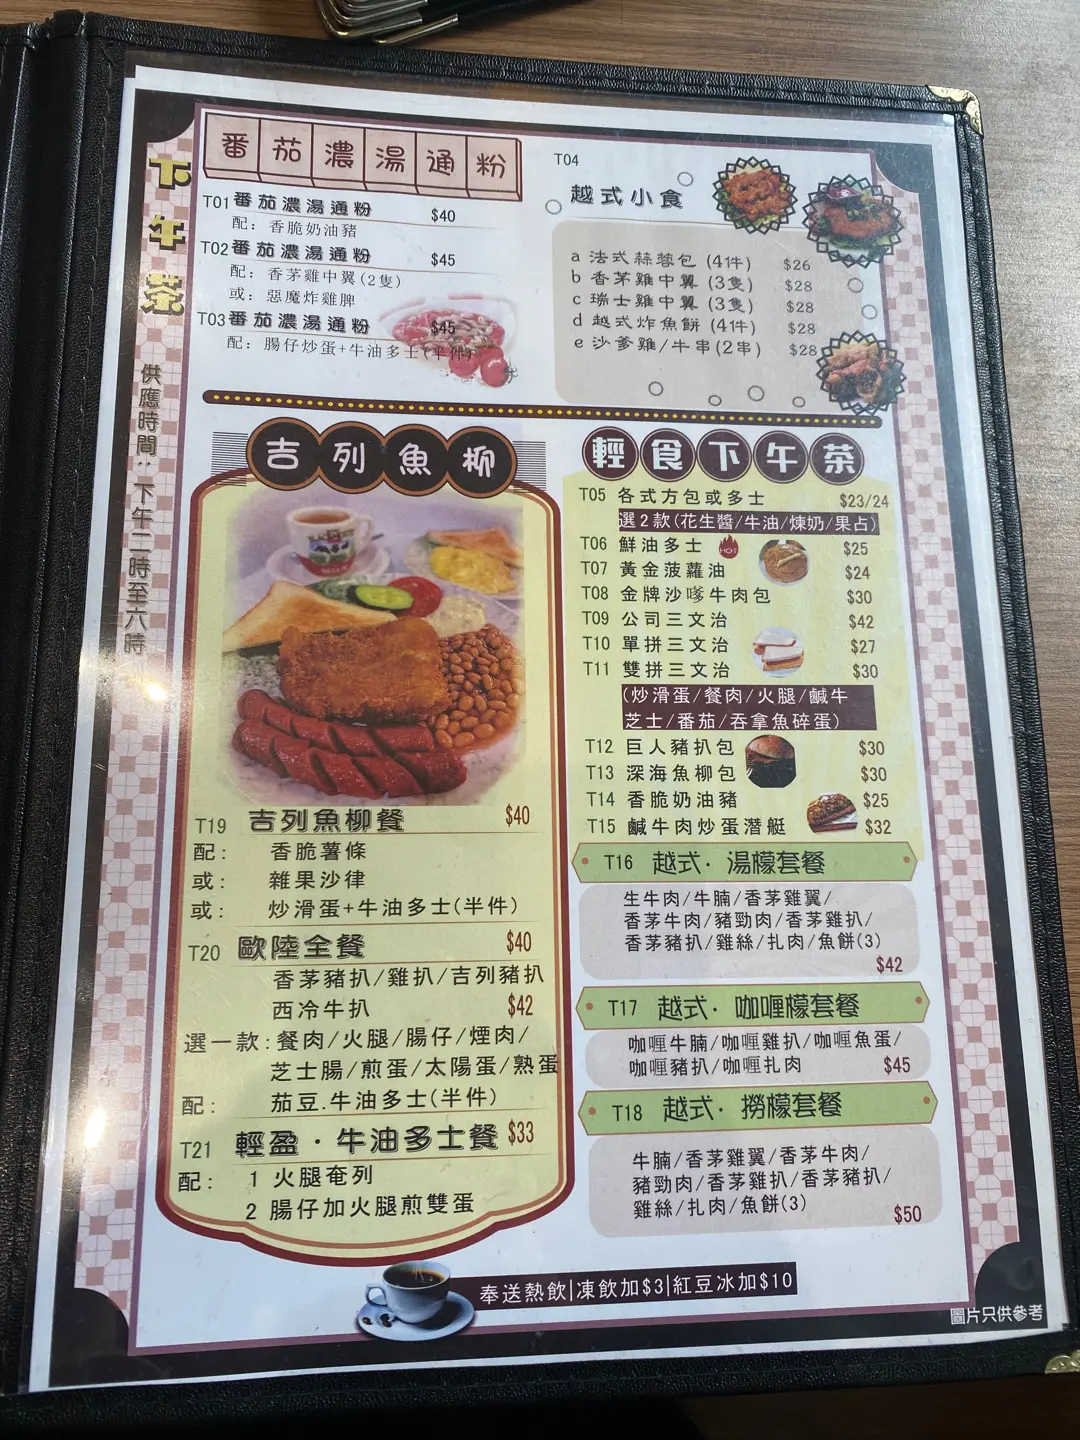 下午茶
供應時間：下午二時至六時
番茄濃湯通粉
T01 番茄濃湯通粉 $40
配：香脆奶油豬
T02 番茄濃湯通粉 $45
配：香茅雞中翼(2隻)
或：惡魔炸雞脾
T03 番茄濃湯通粉 $45
配：腸仔炒蛋+牛油多士(半件)
T04
越式小食
a 法式蒜蓉包 (4件) $26
b 香茅雞中翼 (3隻) $28
c 瑞士雞中翼 (3隻) $28
d 越式炸魚餅 (4件) $28
e 沙爹雞/牛串(2串) $28
吉列魚柳
T19 吉列魚柳餐 $40
配： 香脆薯條
或： 雜果沙律
或： 炒滑蛋+牛油多士(半件)
T20 歐陸全餐 $40
香茅豬扒/雞扒/吉列豬扒
西冷牛扒 $42
選一款:餐肉/火腿/腸仔/煙肉/
芝士腸/煎蛋/太陽蛋/熟蛋
配： 茄豆.牛油多士(半件)
T21 輕盈·牛油多士餐 $33
配： 1 火腿奄列
2 腸仔加火腿煎雙蛋
輕食下午茶
T05 各式方包或多士 $23/24
選2款(花生醬/牛油/煉奶/果占)
T06 鮮油多士 HOT $25
T07 黃金菠蘿油 $24
T08 金牌沙嗲牛肉包 $30
T09 公司三文治 $42
T10 單拼三文治 $27
T11 雙拼三文治 $30
(炒滑蛋/餐肉/火腿/鹹牛
芝士/番茄/吞拿魚碎蛋)
T12 巨人豬扒包 $30
T13 深海魚柳包 $30
T14 香脆奶油豬 $25
T15 鹹牛肉炒蛋潛艇 $32
T16 越式·湯檬套餐
生牛肉/牛腩/香茅雞翼/
香茅牛肉/豬勁肉/香茅雞扒/
香茅豬扒/雞絲/扎肉/魚餅(3)
$42
T17 越式·咖喱檬套餐
咖喱牛腩/咖喱雞扒/咖喱魚蛋/
咖喱豬扒/咖喱扎肉 $45
T18 越式·撈檬套餐
牛腩/香茅雞翼/香茅牛肉/
豬勁肉/香茅雞扒/香茅豬扒/
雞絲/扎肉/魚餅(3)
$50
奉送熱飲|凍飲加$3|紅豆冰加$10
圖片只供參考